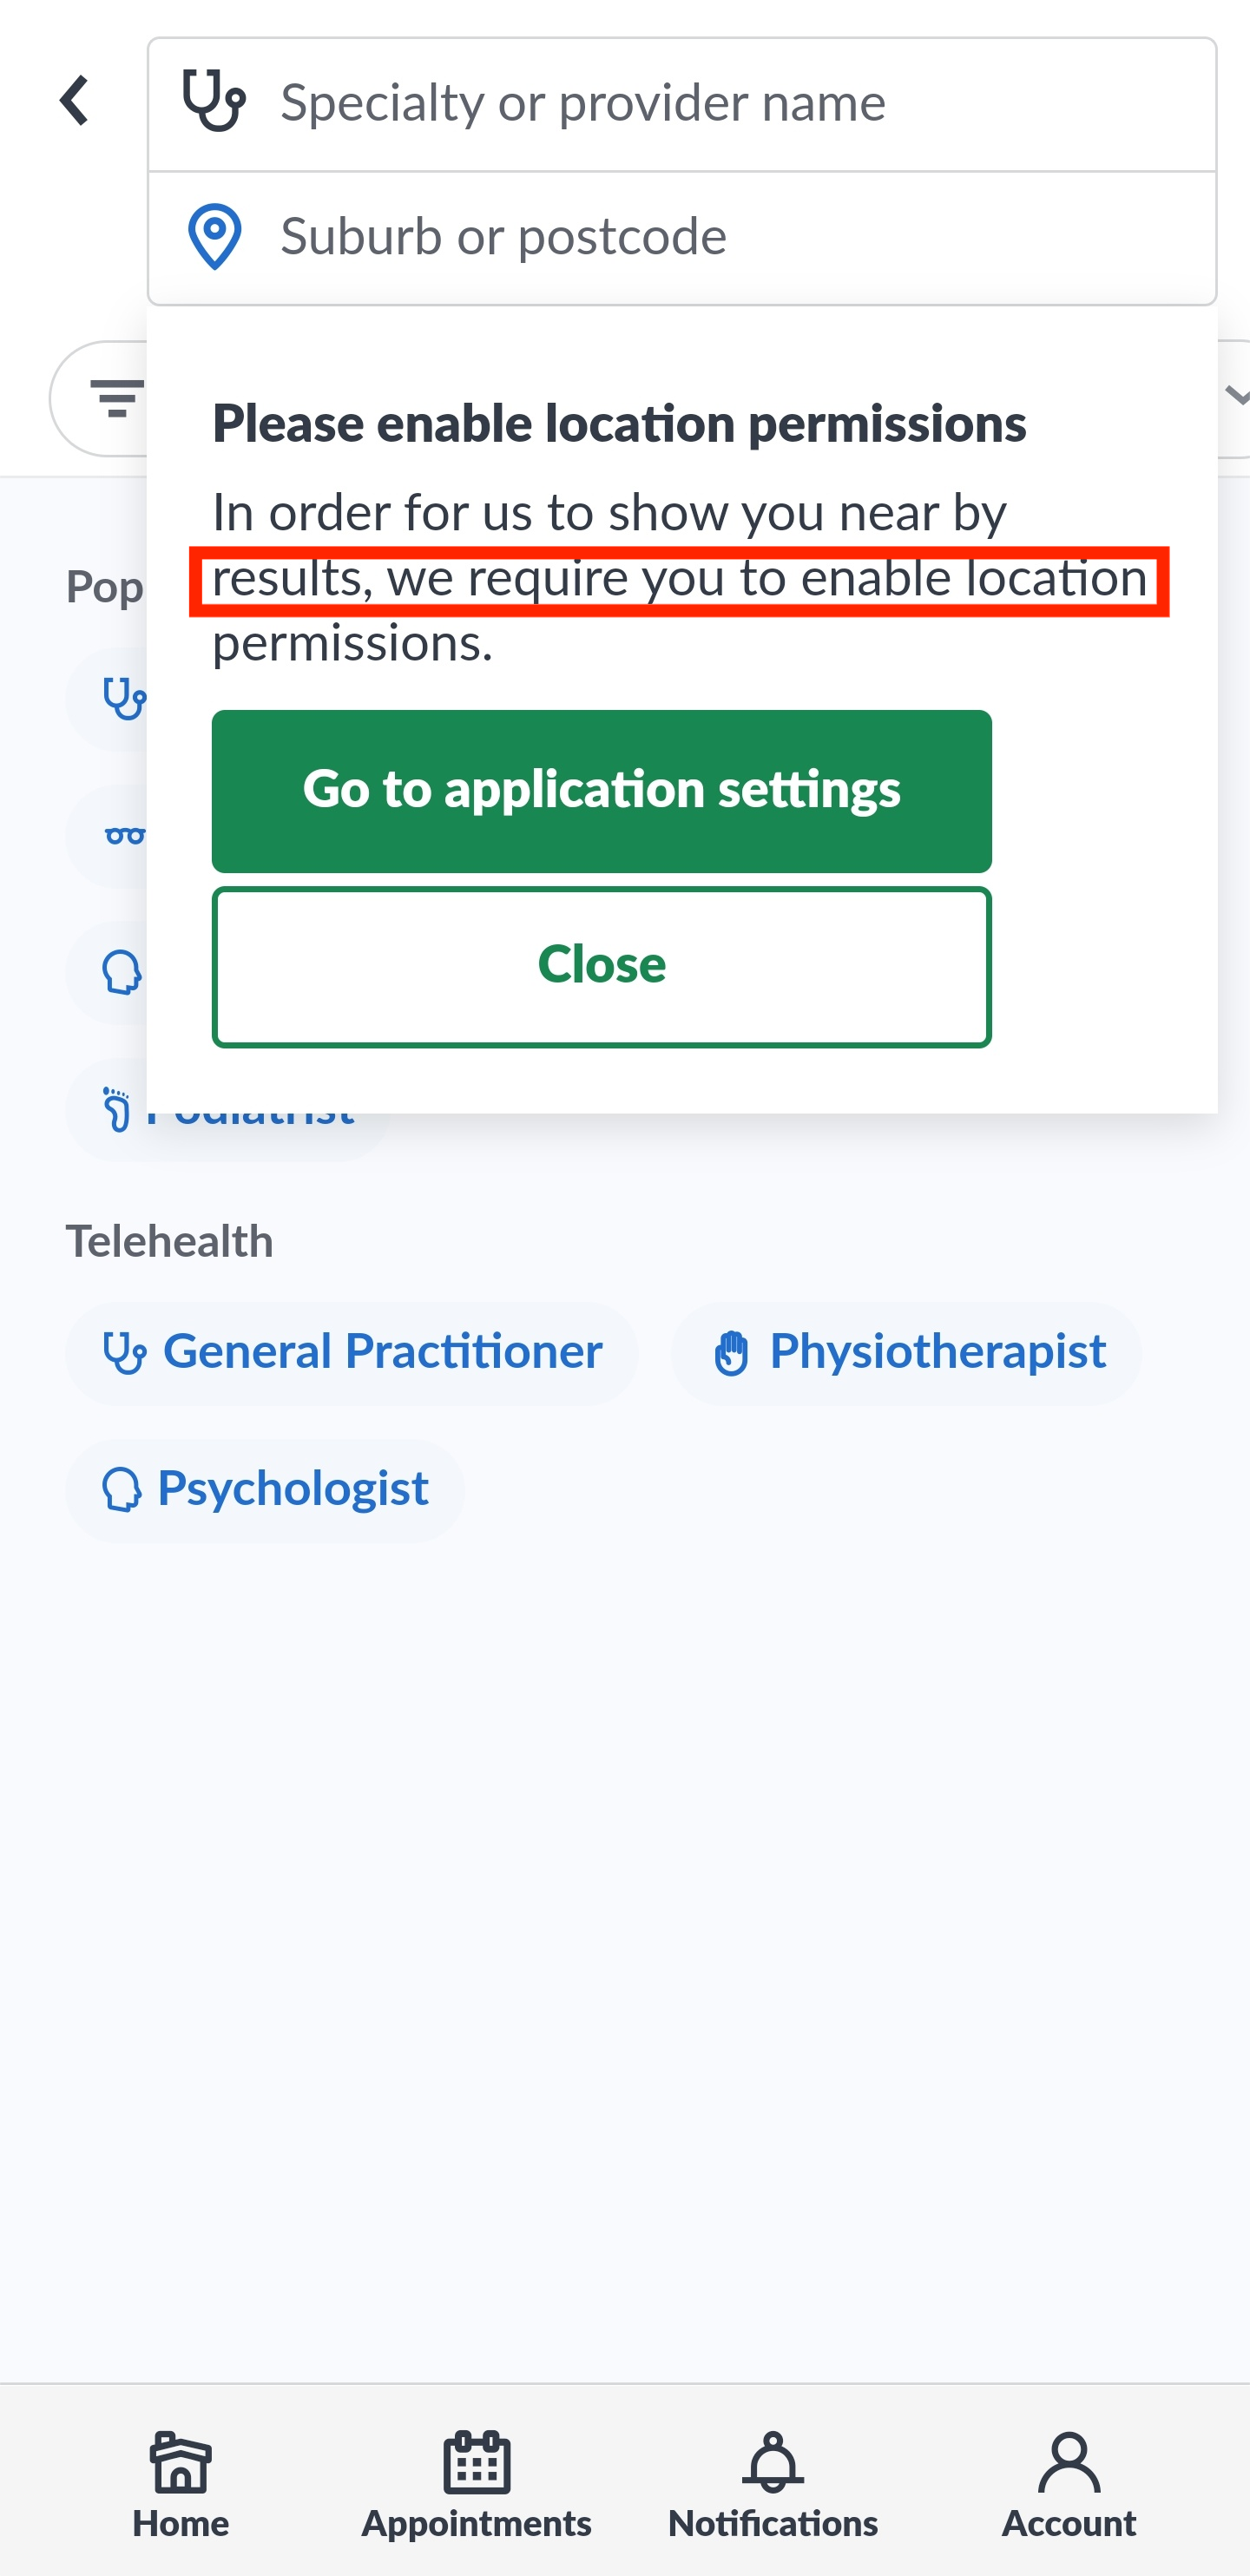 Specialty or provider name
Suburb or postcode
Please enable location permissions
In order for us to show you near by
results, we require you to enable location
permissions.
Go to application settings
Close
Pop
Podiatrist
Telehealth
General Practitioner
Physiotherapist
Psychologist
Home
Appointments
Notifications
Account